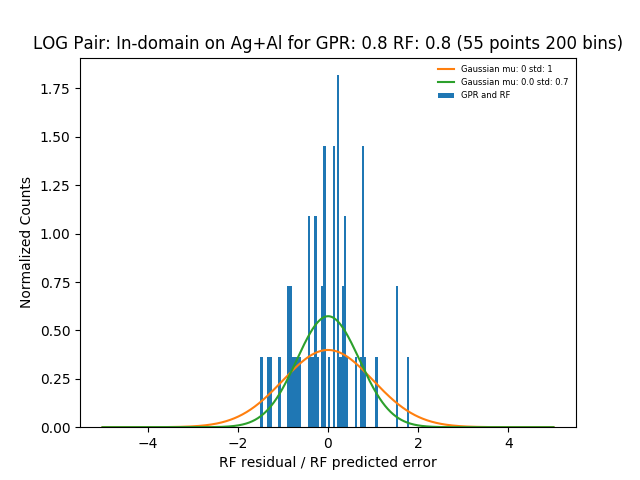 LOG Pair: In-domain on Ag+Al for GPR: 0.8 RF: 0.8 (55 points 200 bins)
Gaussian mu: 0 std: 1
Gaussian mu: 0.0 std: 0.7
GPR and RF
Normalized Counts
1.75
1.50
1.25
1.00
0.75
0.50
0.25
0.00
−4 −2 0 2 4
RF residual / RF predicted error